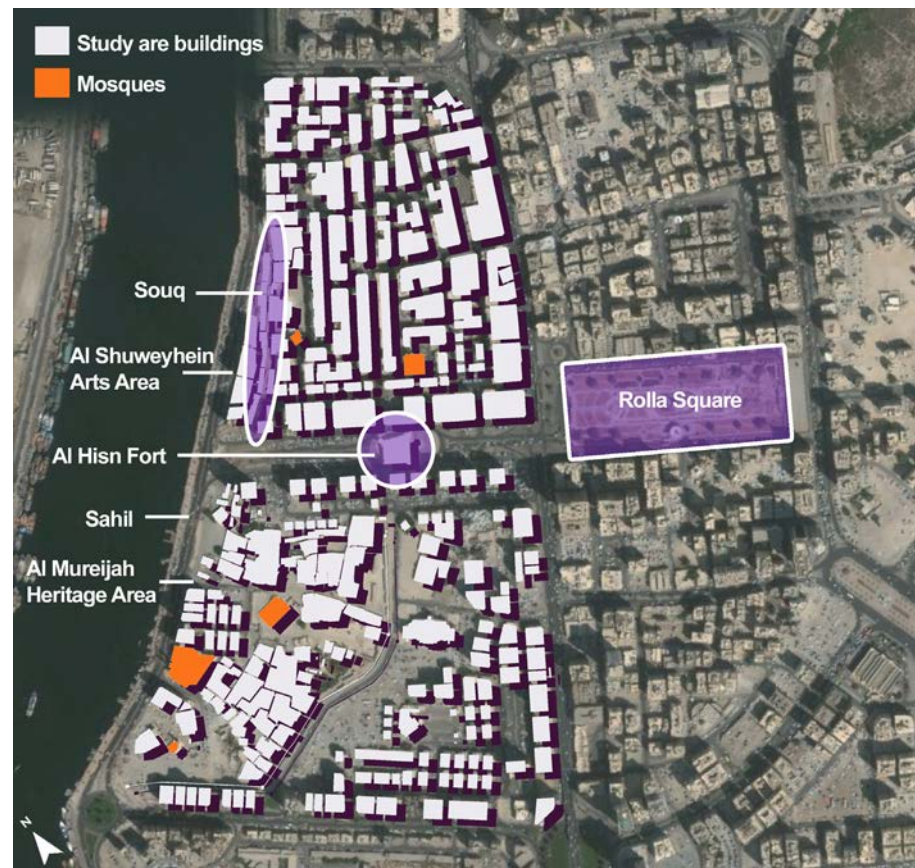 Study are buildings
Mosques
Souq
Al Shuweyhein
Arts Area
Rolla Square
Al Hisn Fort
Sahil
Al Mureijah
Heritage Area
N